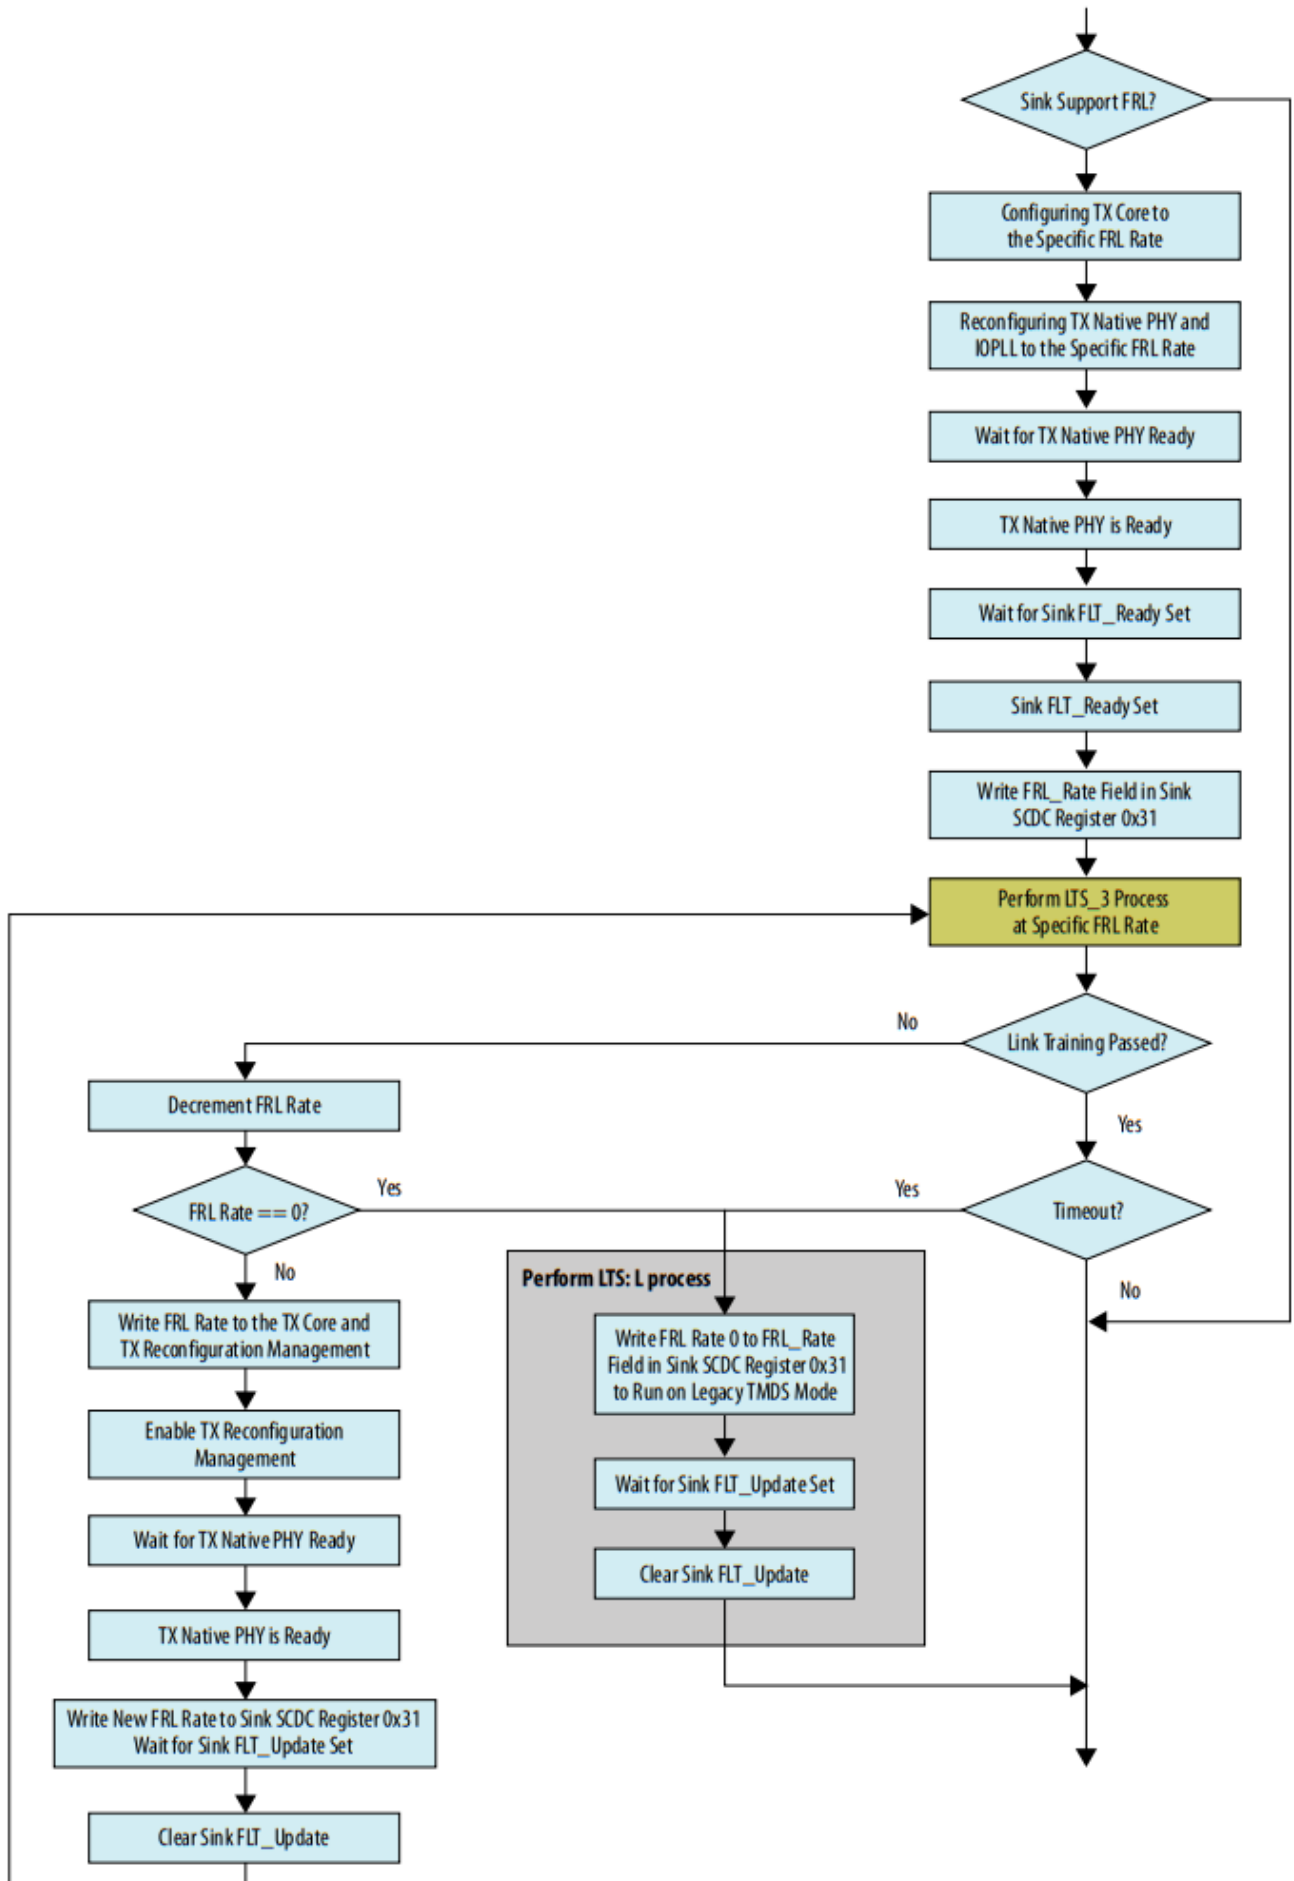 Sink Support FRL?
Configuring TX Core to
the Specific FRL Rate
Reconfiguring TX Native PHY and
IOPLL to the Specific FRL Rate
Wait for TX Native PHY Ready
TX Native PHY is Ready
Wait for Sink FLT_Ready Set
Sink FLT_Ready Set
Write FRL_Rate Field in Sink
SCDC Register 0x31
Perform LTS_3 Process
at Specific FRL Rate
No
Link Training Passed?
Decrement FRL Rate
Yes
Yes
Yes
FRL Rate == 0?
Timeout?
No
Perform LTS: L process
No
Write FRL Rate to the TX Core and
TX Reconfiguration Management
Write FRL Rate 0 to FRL_Rate
Field in Sink SCDC Register 0x31
to Run on Legacy TMDS Mode
Enable TX Reconfiguration
Management
Wait for Sink FLT_Update Set
Wait for TX Native PHY Ready
Clear Sink FLT_Update
TX Native PHY is Ready
Write New FRL Rate to Sink SCDC Register 0x31
Wait for Sink FLT_Update Set
Clear Sink FLT_Update